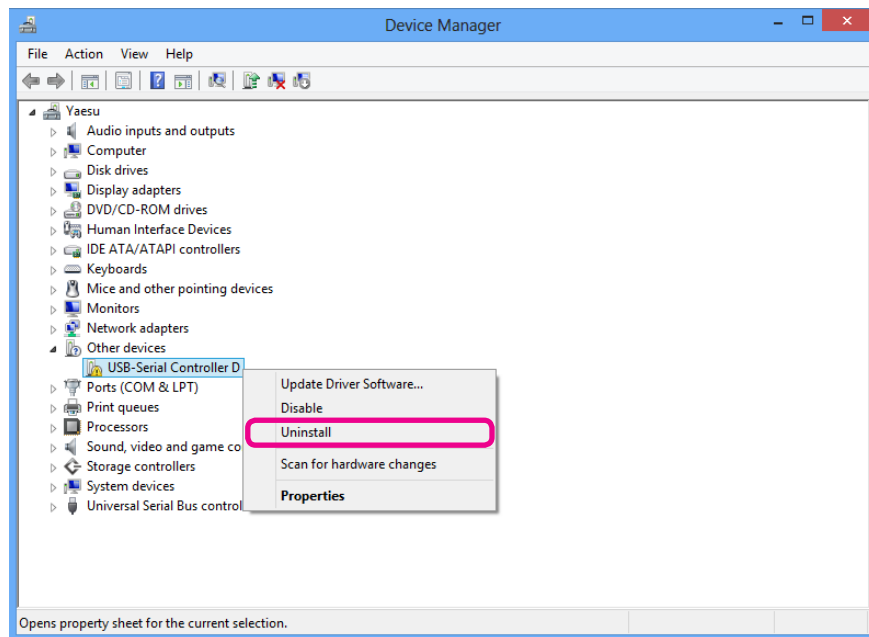 Device Manager
File Action View Help
Yaesu
Audio inputs and outputs
Computer
Disk drives
Display adapters
DVD/CD-ROM drives
Human Interface Devices
IDE ATA/ATAPI controllers
Keyboards
Mice and other pointing devices
Monitors
Network adapters
Other devices
USB-Serial Controller D
Ports (COM & LPT)
Print queues
Processors
Sound, video and game co
Storage controllers
System devices
Universal Serial Bus control
Update Driver Software...
Disable
Uninstall
Scan for hardware changes
Properties
Opens property sheet for the current selection.